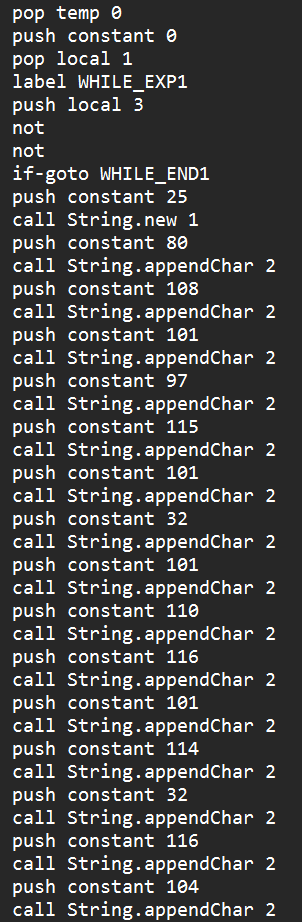 pop temp 0
push constant 0
pop local 1
label WHILE_EXP1
push local 3
not
not
if-goto WHILE_END1
push constant 25
call String.new 1
push constant 80
call String.appendChar 2
push constant 108
call String.appendChar 2
push constant 101
call String.appendChar 2
push constant 97
call String.appendChar 2
push constant 115
call String.appendChar 2
push constant 101
call String.appendChar 2
push constant 32
call String.appendChar 2
push constant 101
call String.appendChar 2
push constant 110
call String.appendChar 2
push constant 116
call String.appendChar 2
push constant 101
call String.appendChar 2
push constant 114
call String.appendChar 2
push constant 32
call String.appendChar 2
push constant 116
call String.appendChar 2
push constant 104
call String.appendChar 2